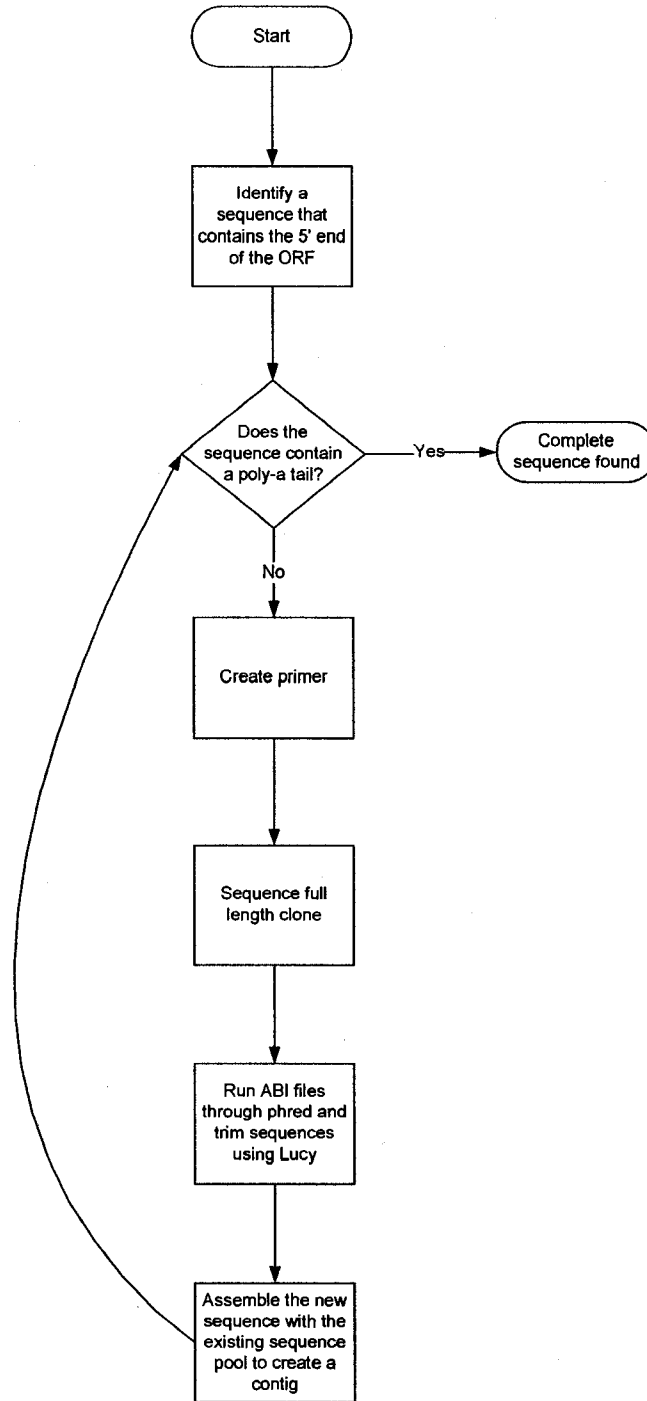 Start
Identify a
sequence that
contains the 5' end
of the ORF
Does the
sequence contain
a poly-a tail?
Yes
Complete
sequence found
No
Create primer
Sequence full
length clone
Run ABI files
through phred and
trim sequences
using Lucy
Assemble the new
sequence with the
existing sequence
pool to create a
contig